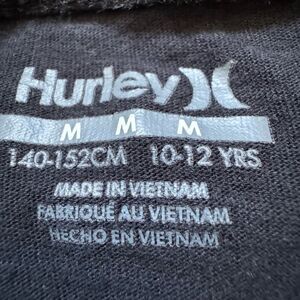 Hurley
M M M
140-152CM 10-12 YRS
MADE IN VIETNAM
FABRIQUÉ AU VIETNAM
HECHO EN VIETNAM